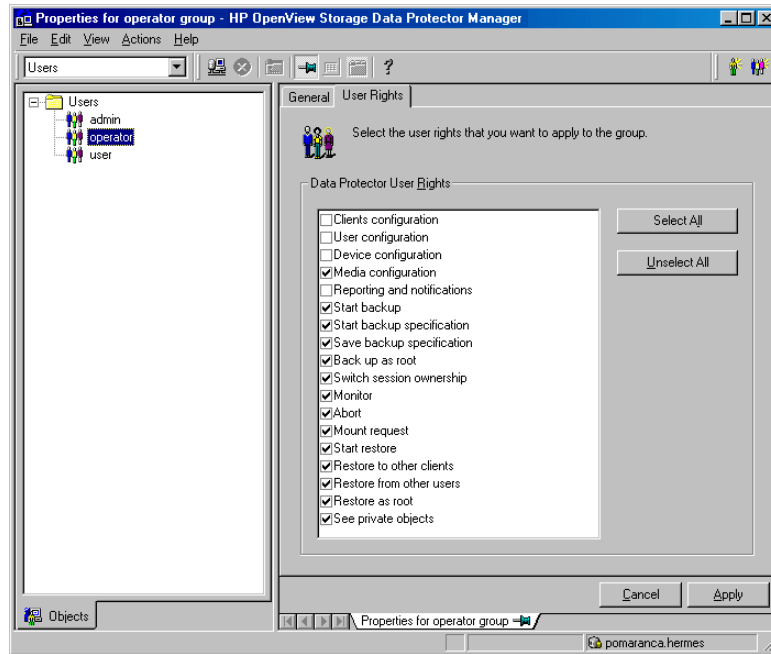 Properties for operator group - HP OpenView Storage Data Protector Manager
File Edit View Actions Help
Users
?
Users
admin
operator
user
Objects
General User Rights
Select the user rights that you want to apply to the group.
Data Protector User Rights
Clients configuration
User configuration
Device configuration
Media configuration
Reporting and notifications
Start backup
Start backup specification
Save backup specification
Back up as root
Switch session ownership
Monitor
Abort
Mount request
Start restore
Restore to other clients
Restore from other users
Restore as root
See private objects
Select All
Unselect All
Cancel Apply
Properties for operator group
pomaranca.hermes